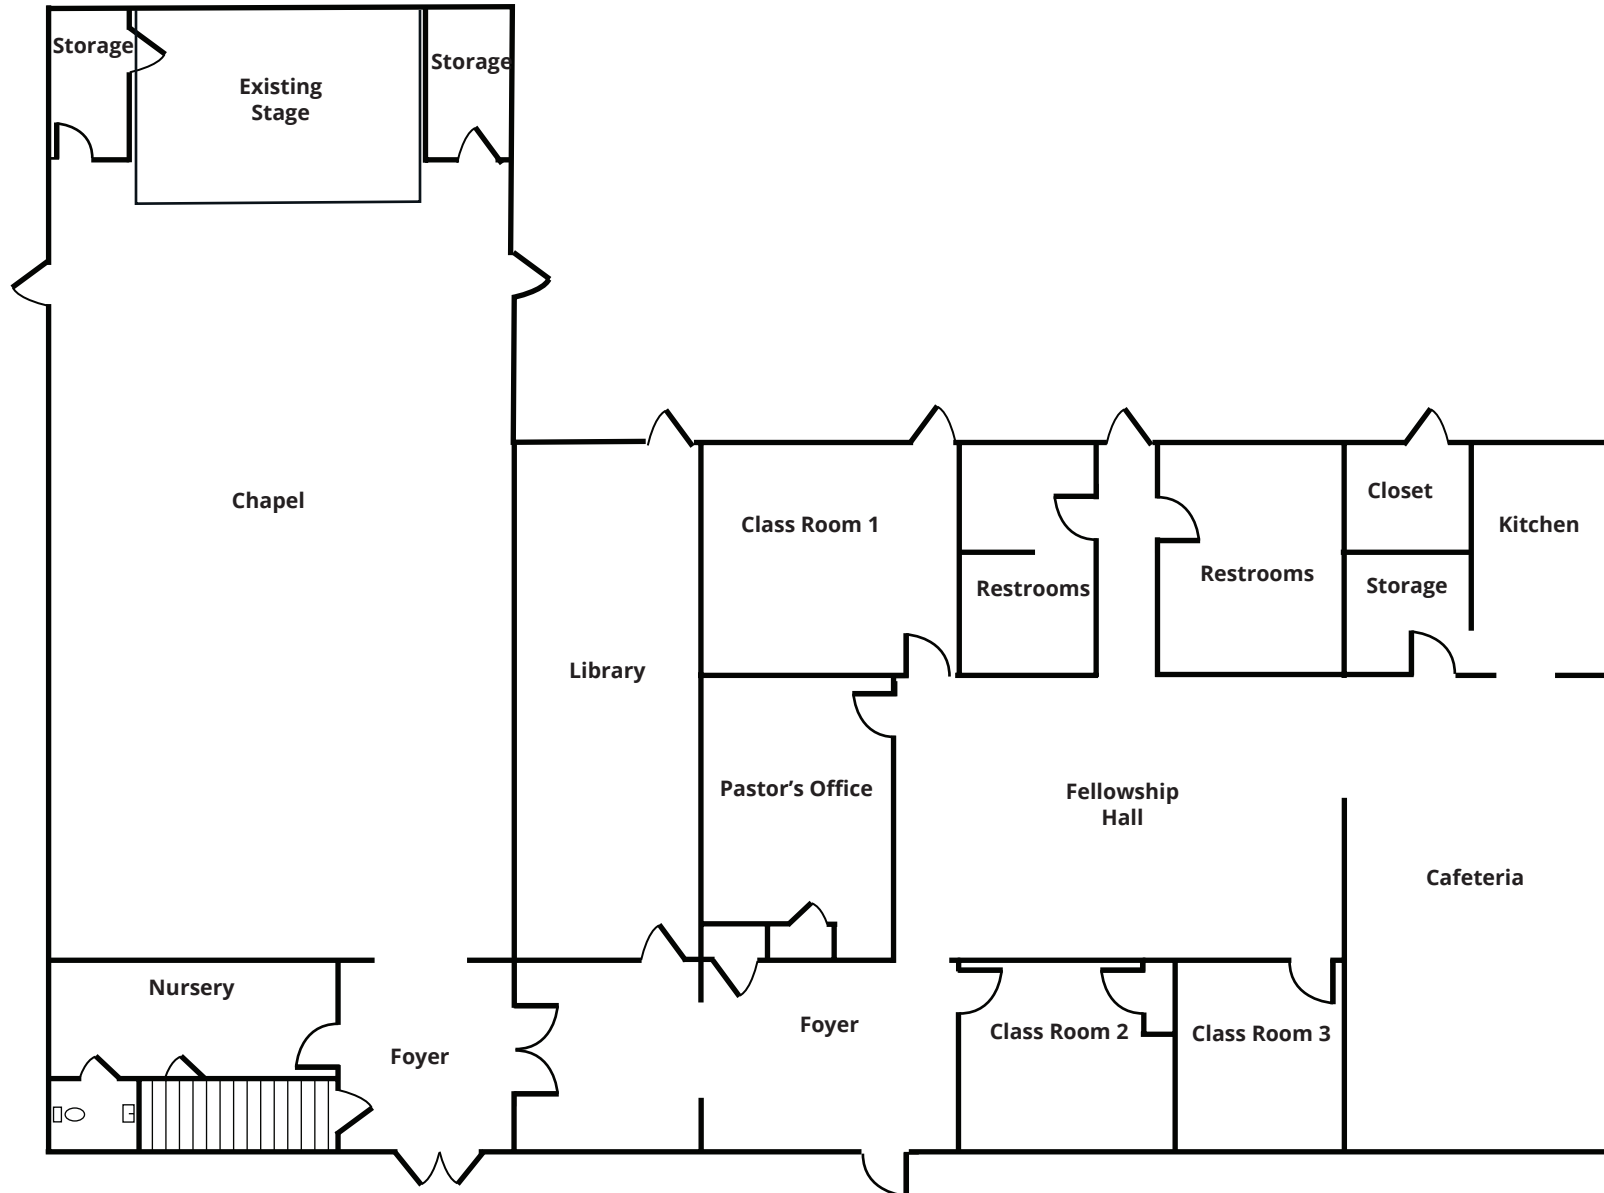 Storage
Storage
Existing
Stage
Closet
Chapel
Class Room 1
Kitchen
Restrooms
Restrooms
Storage
Library
Pastor’s Office
Fellowship
Hall
Cafeteria
Nursery
Foyer
Foyer
Class Room 2
Class Room 3